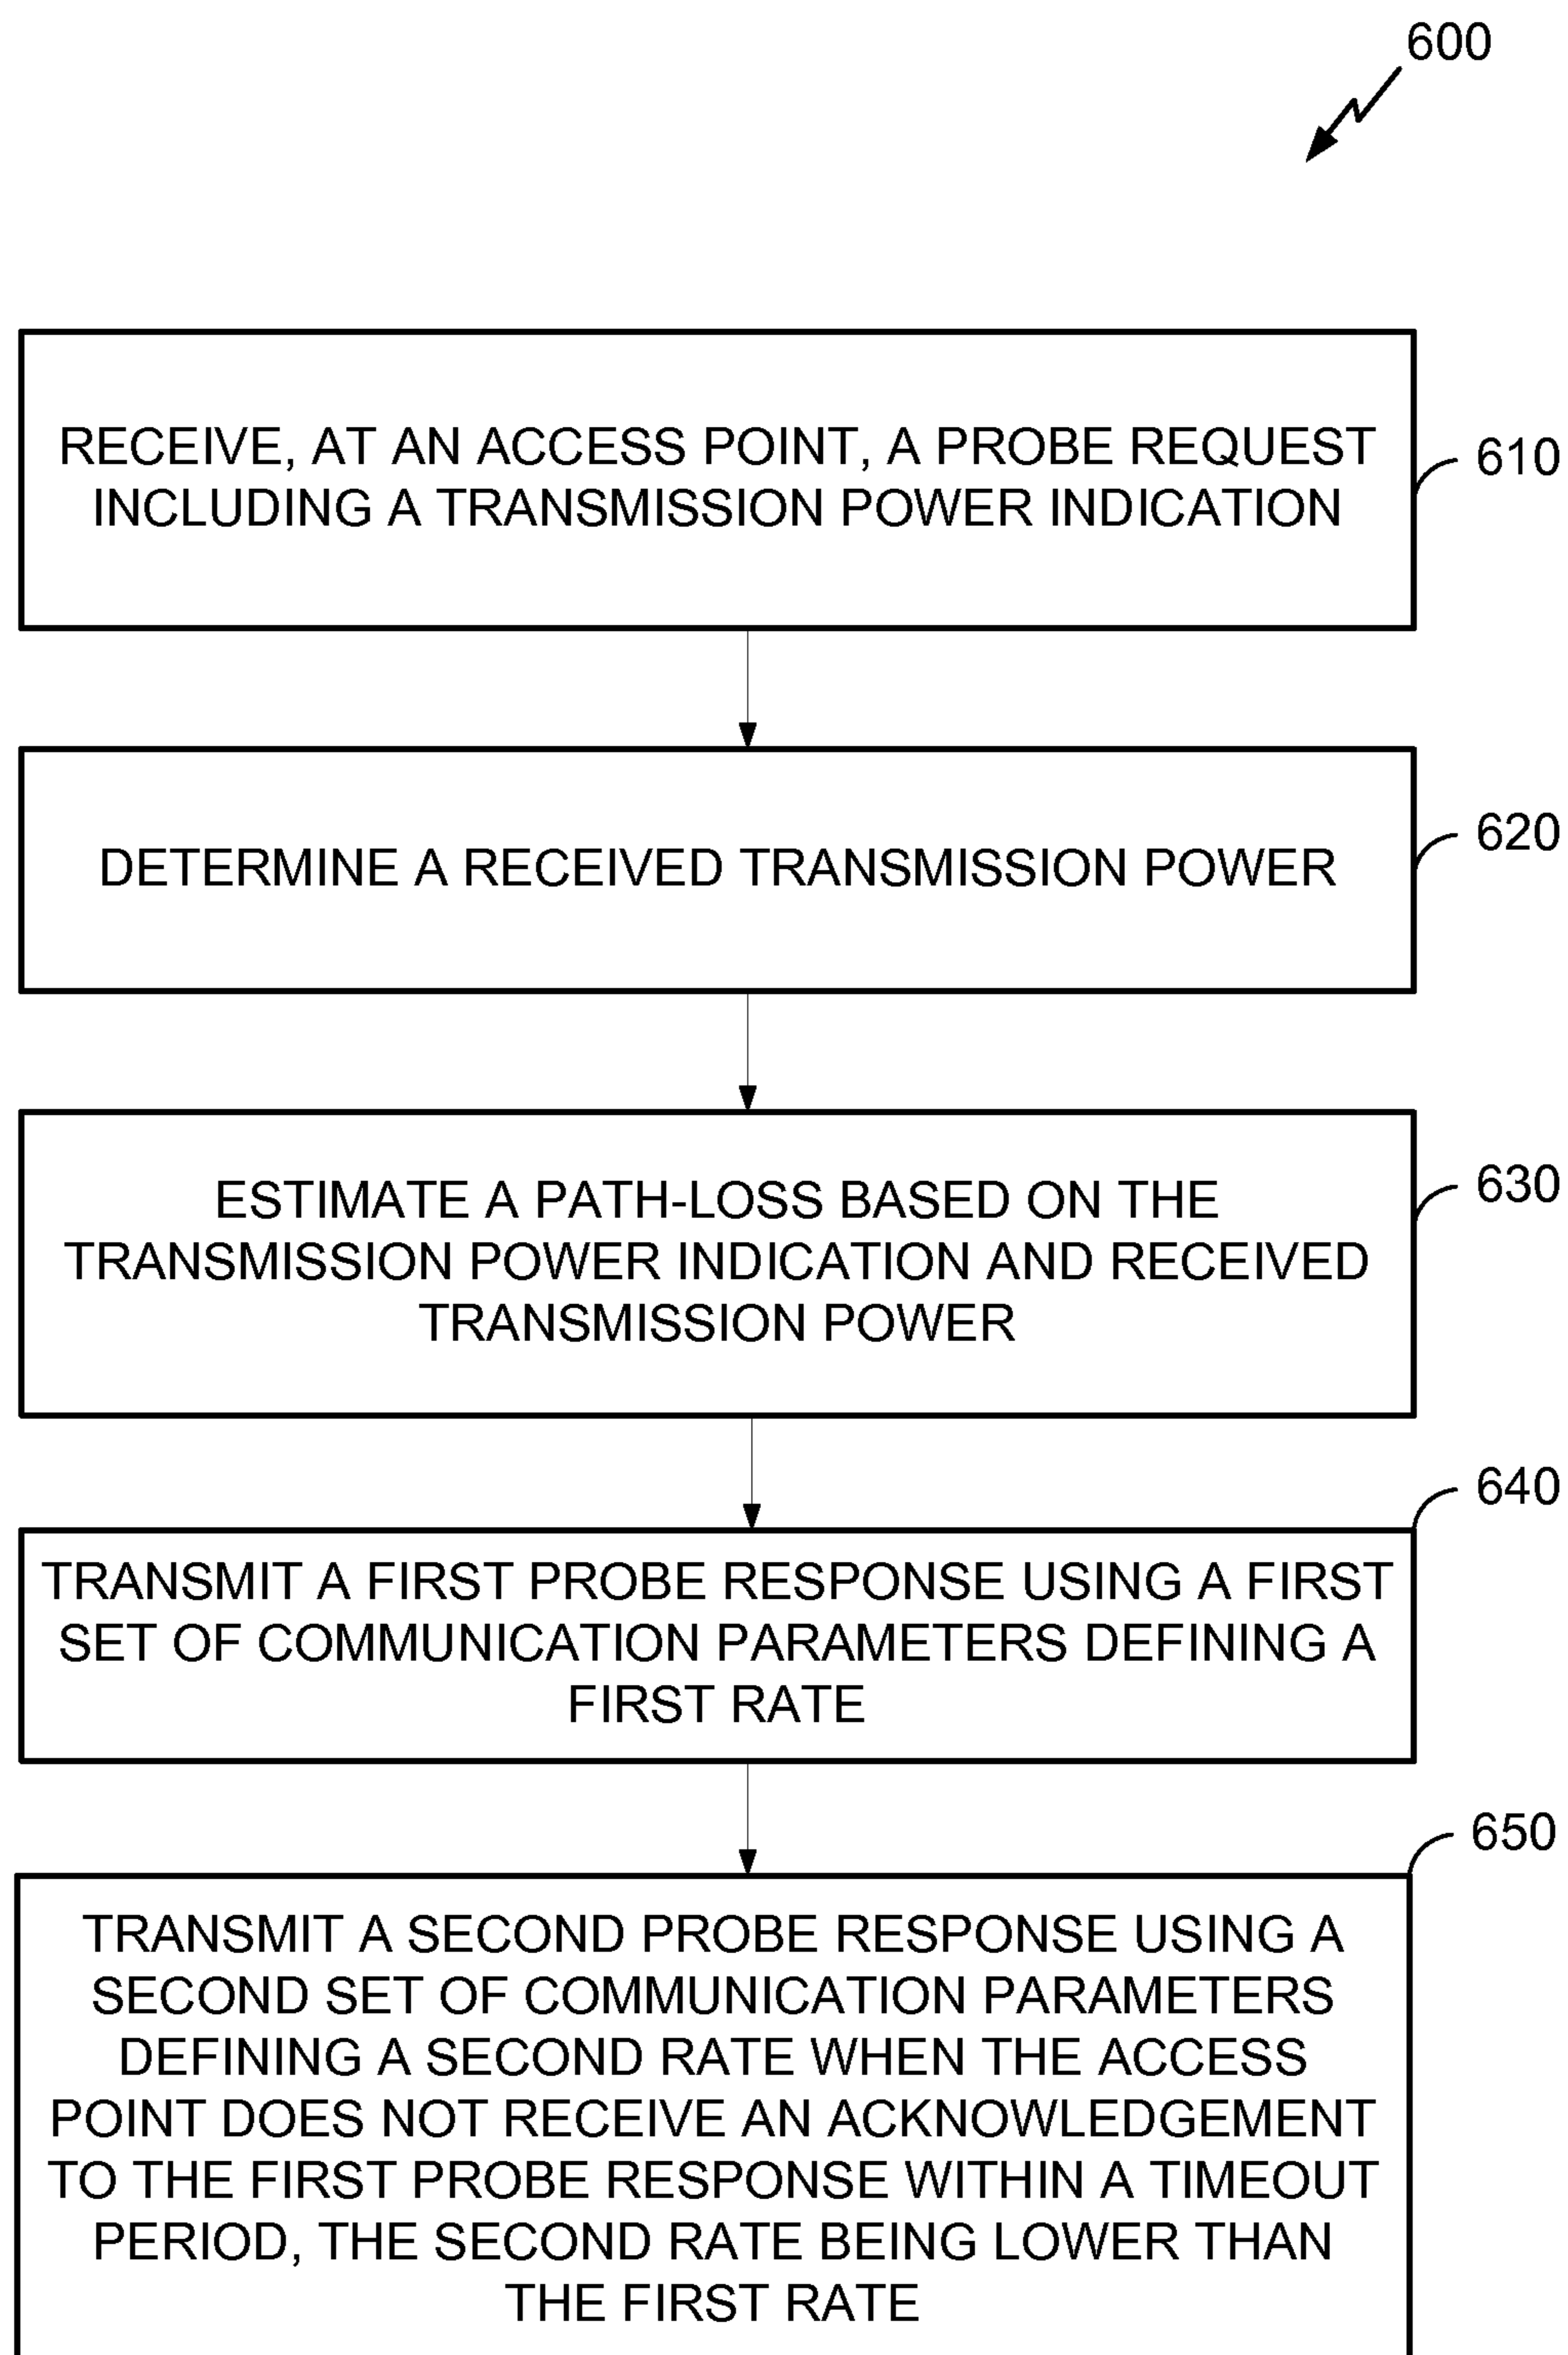 600
RECEIVE, AT AN ACCESS POINT, A PROBE REQUEST
INCLUDING A TRANSMISSION POWER INDICATION
610
DETERMINE A RECEIVED TRANSMISSION POWER
620
ESTIMATE A PATH-LOSS BASED ON THE
TRANSMISSION POWER INDICATION AND RECEIVED
TRANSMISSION POWER
630
TRANSMIT A FIRST PROBE RESPONSE USING A FIRST
SET OF COMMUNICATION PARAMETERS DEFINING A
FIRST RATE
640
TRANSMIT A SECOND PROBE RESPONSE USING A
SECOND SET OF COMMUNICATION PARAMETERS
DEFINING A SECOND RATE WHEN THE ACCESS
POINT DOES NOT RECEIVE AN ACKNOWLEDGEMENT
TO THE FIRST PROBE RESPONSE WITHIN A TIMEOUT
PERIOD, THE SECOND RATE BEING LOWER THAN
THE FIRST RATE
650